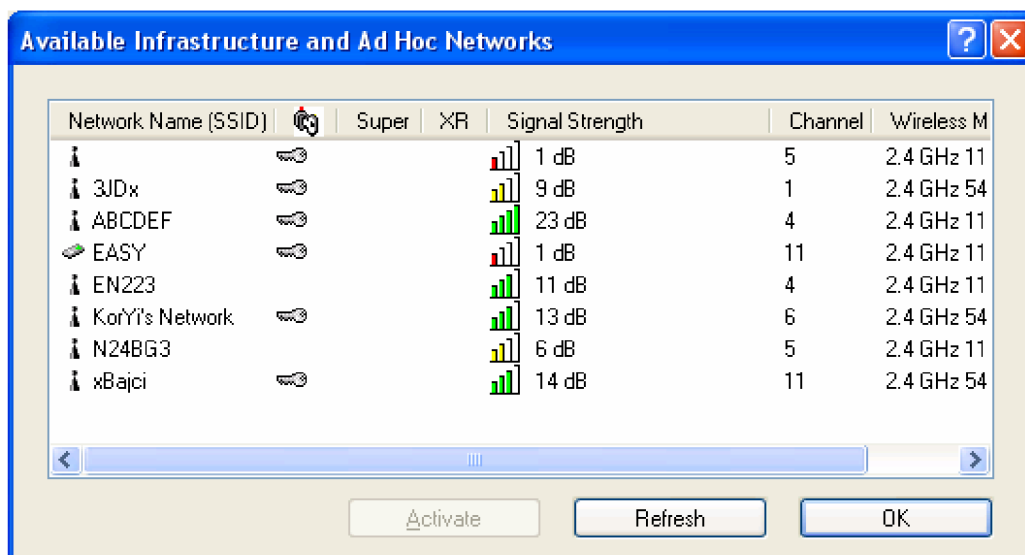 Available Infrastructure and Ad Hoc Networks
Network Name (SSID) Super XR Signal Strength Channel Wireless M
1 dB 5 2.4 GHz 11
3JDx 9 dB 1 2.4 GHz 54
ABCDEF 23 dB 4 2.4 GHz 11
EASY 1 dB 11 2.4 GHz 11
EN223 11 dB 4 2.4 GHz 11
KorYi's Network 13 dB 6 2.4 GHz 54
N24BG3 6 dB 5 2.4 GHz 11
xBajci 14 dB 11 2.4 GHz 54
Activate Refresh OK